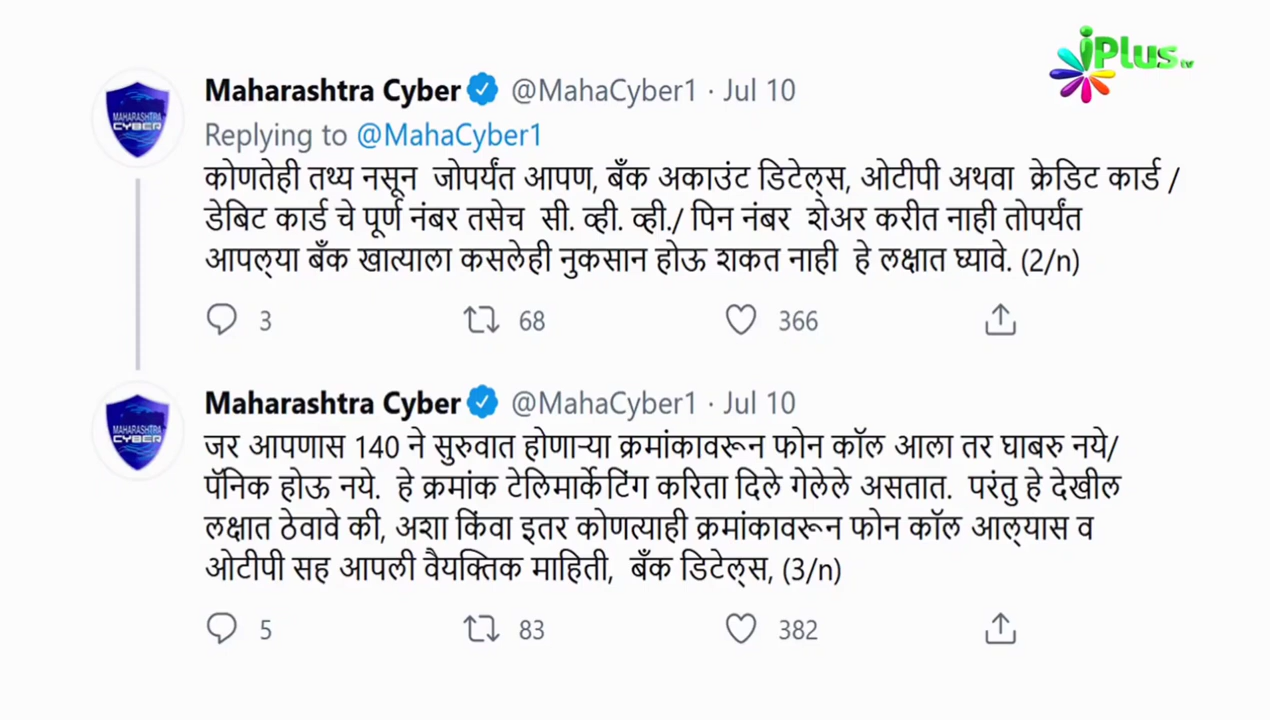 iPlus tv
Maharashtra Cyber @MahaCyber1 · Jul 10
Replying to @MahaCyber1
कोणतेही तथ्य नसून जोपर्यंत आपण, बँक अकाउंट डिटेल्स, ओटीपी अथवा क्रेडिट कार्ड /
डेबिट कार्ड चे पूर्ण नंबर तसेच सी. व्ही. व्ही./ पिन नंबर शेअर करीत नाही तोपर्यंत
आपल्या बँक खात्याला कसलेही नुकसान होऊ शकत नाही हे लक्षात घ्यावे. (2/n)
3 68 366
MAHARASHTRA
CYBER
Maharashtra Cyber @MahaCyber1 · Jul 10
जर आपणास 140 ने सुरुवात होणाऱ्या क्रमांकावरून फोन कॉल आला तर घाबरु नये/
पॅनिक होऊ नये. हे क्रमांक टेलिमार्केटिंग करिता दिले गेलेले असतात. परंतु हे देखील
लक्षात ठेवावे की, अशा किंवा इतर कोणत्याही क्रमांकावरून फोन कॉल आल्यास व
ओटीपी सह आपली वैयक्तिक माहिती, बँक डिटेल्स, (3/n)
5 83 382
MAHARASHTRA
CYBER